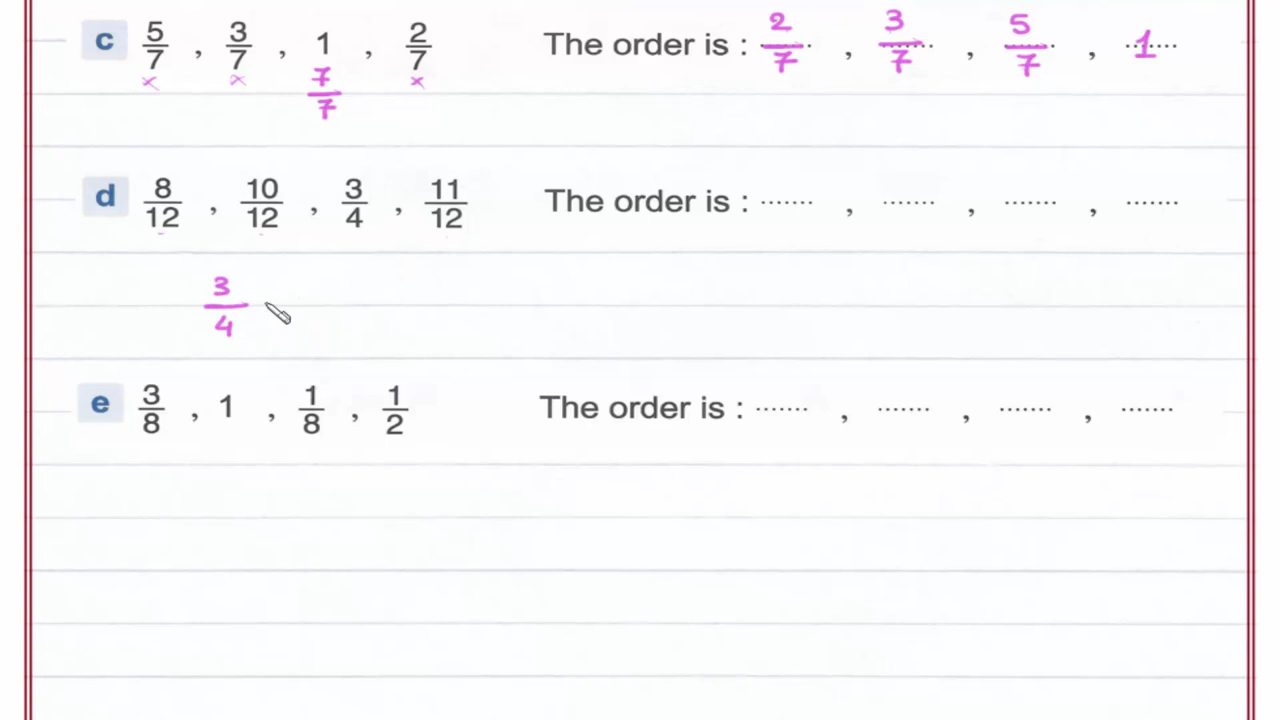 c 5/7 , 3/7 , 1 , 2/7 The order is : 2/7 , 3/7 , 5/7 , 1
× × 7/7 ×
d 8/12 , 10/12 , 3/4 , 11/12 The order is : ....... , ....... , ....... , .......
3/4
e 3/8 , 1 , 1/8 , 1/2 The order is : ....... , ....... , ....... , .......